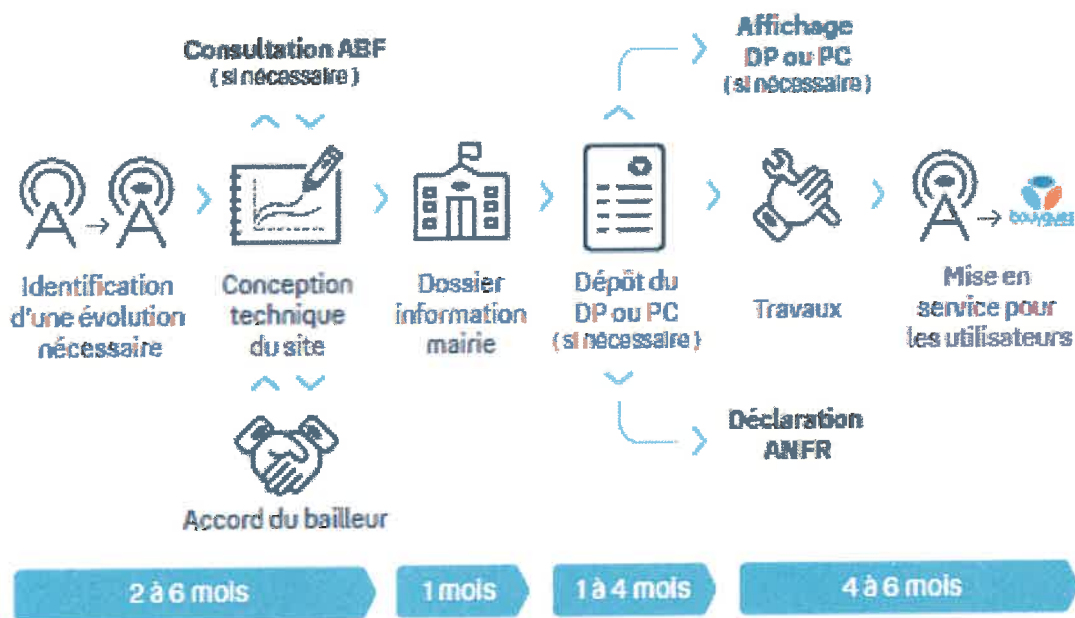 Consultation ABF
(si nécessaire)
Affichage
DP ou PC
(si nécessaire)
Identification
d'une évolution
nécessaire
Conception
technique
du site
Dossier
information
mairie
Dépôt du
DP ou PC
(si nécessaire)
Travaux
Mise en
service pour
les utilisateurs
Accord du bailleur
Déclaration
ANFR
2 à 6 mois
1 mois
1 à 4 mois
4 à 6 mois